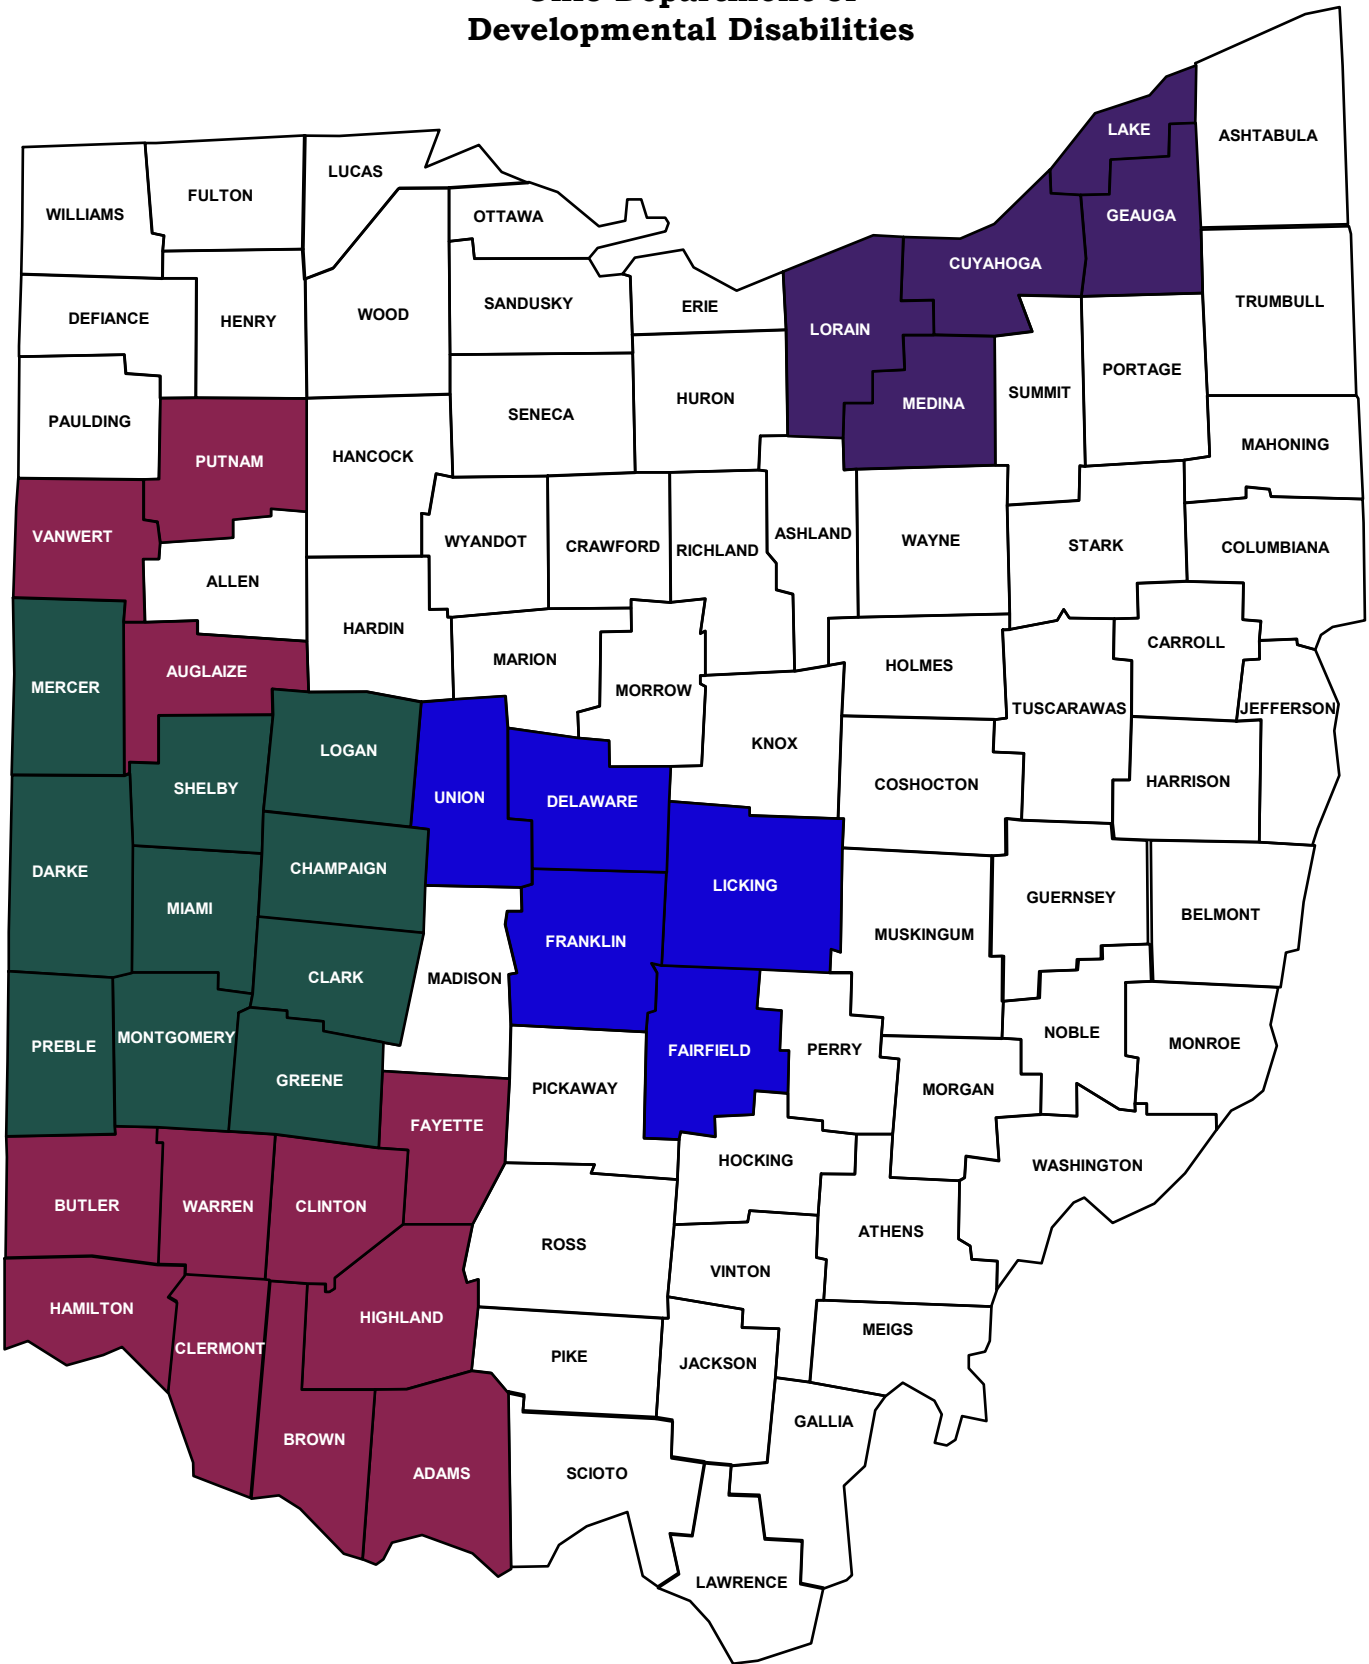 Developmental Disabilities
LAKE
ASHTABULA
LUCAS
FULTON
WILLIAMS
OTTAWA
GEAUGA
CUYAHOGA
TRUMBULL
SANDUSKY
ERIE
WOOD
DEFIANCE
HENRY
LORAIN
PORTAGE
SUMMIT
HURON
MEDINA
SENECA
PAULDING
MAHONING
HANCOCK
PUTNAM
VANWERT
ASHLAND
WAYNE
WYANDOT
CRAWFORD
RICHLAND
STARK
COLUMBIANA
ALLEN
HARDIN
CARROLL
MARION
HOLMES
AUGLAIZE
MERCER
MORROW
TUSCARAWAS
JEFFERSON
KNOX
LOGAN
HARRISON
COSHOCTON
SHELBY
UNION
DELAWARE
CHAMPAIGN
DARKE
LICKING
GUERNSEY
MIAMI
BELMONT
MUSKINGUM
FRANKLIN
CLARK
MADISON
NOBLE
MONTGOMERY
PREBLE
MONROE
FAIRFIELD
PERRY
GREENE
PICKAWAY
MORGAN
FAYETTE
HOCKING
WASHINGTON
BUTLER
WARREN
CLINTON
ATHENS
ROSS
VINTON
HAMILTON
HIGHLAND
MEIGS
CLERMONT
PIKE
JACKSON
GALLIA
BROWN
ADAMS
SCIOTO
LAWRENCE